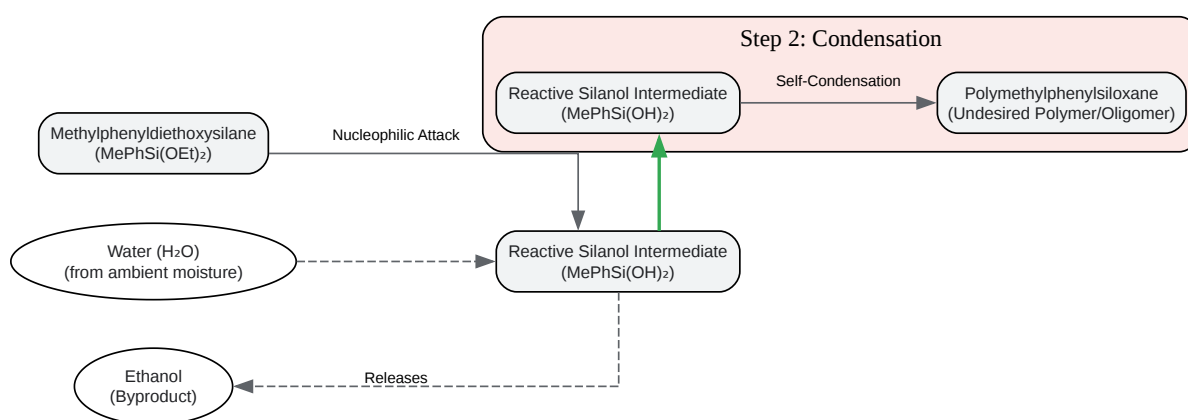 Step 2: Condensation
Reactive Silanol Intermediate
(MePhSi(OH)₂)
Self-Condensation
Polymethylphenylsiloxane
(Undesired Polymer/Oligomer)
Methylphenyldiethoxysilane
(MePhSi(OEt)₂)
Nucleophilic Attack
Water (H₂O)
(from ambient moisture)
Reactive Silanol Intermediate
(MePhSi(OH)₂)
Ethanol
(Byproduct)
Releases